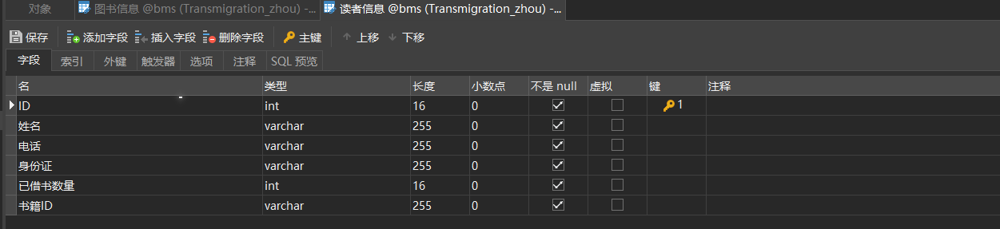 对象 图书信息 @bms (Transmigration_zhou) -... 读者信息 @bms (Transmigration_zhou) -...
保存 添加字段 插入字段 删除字段 主键 上移 下移
字段 索引 外键 触发器 选项 注释 SQL 预览
名 类型 长度 小数点 不是 null 虚拟 键 注释
ID int 16 0 1
姓名 varchar 255 0
电话 varchar 255 0
身份证 varchar 255 0
已借书数量 int 16 0
书籍ID varchar 255 0